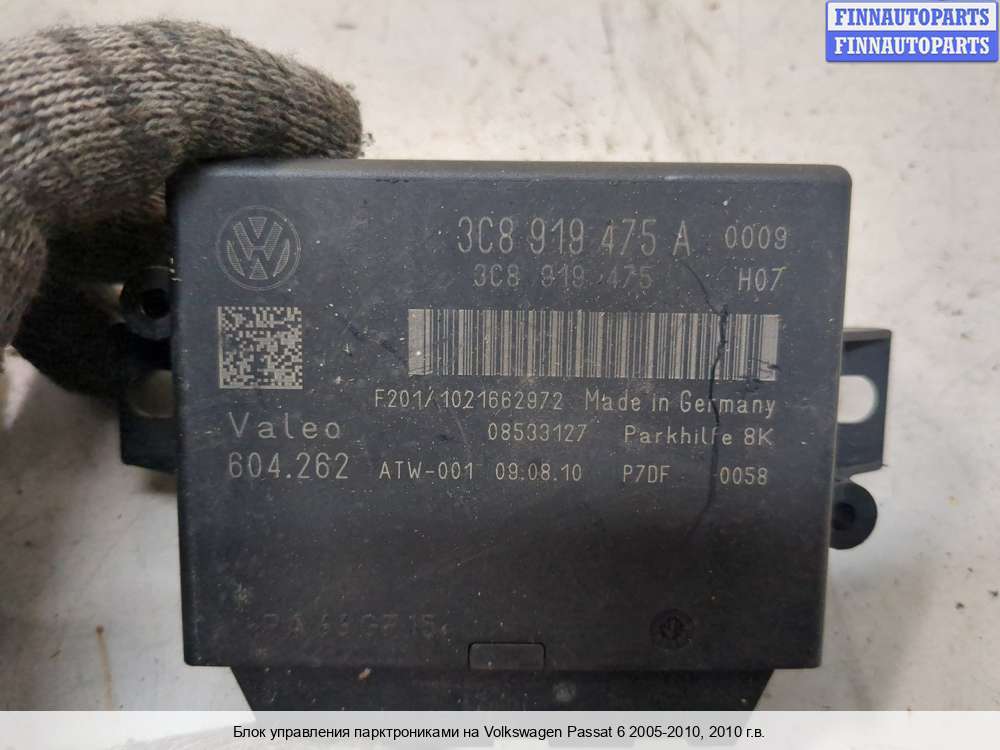 FINNAUTOPARTS
FINNAUTOPARTS
3C8 919 475 A 0009
3C8 919 475 H07
F201/1021662972 Made in Germany
Valeo 08533127 Parkhilfe 8K
604.262 ATW-001 09.08.10 P7DF 0058
Блок управления парктрониками на Volkswagen Passat 6 2005-2010, 2010 г.в.